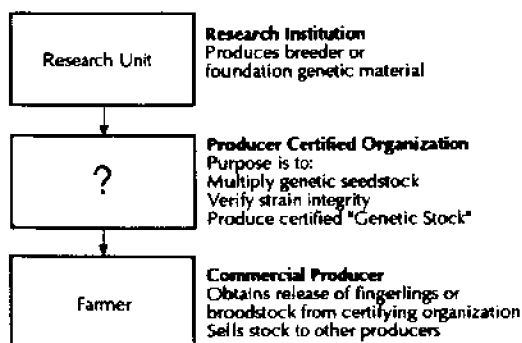 Research Unit
Research Institution
Produces breeder or
foundation genetic material
?
Producer Certified Organization
Purpose is to:
Multiply genetic seedstock
Verify strain integrity
Produce certified "Genetic Stock"
Farmer
Commercial Producer
Obtains release of fingerlings or
broodstock from certifying organization
Sells stock to other producers